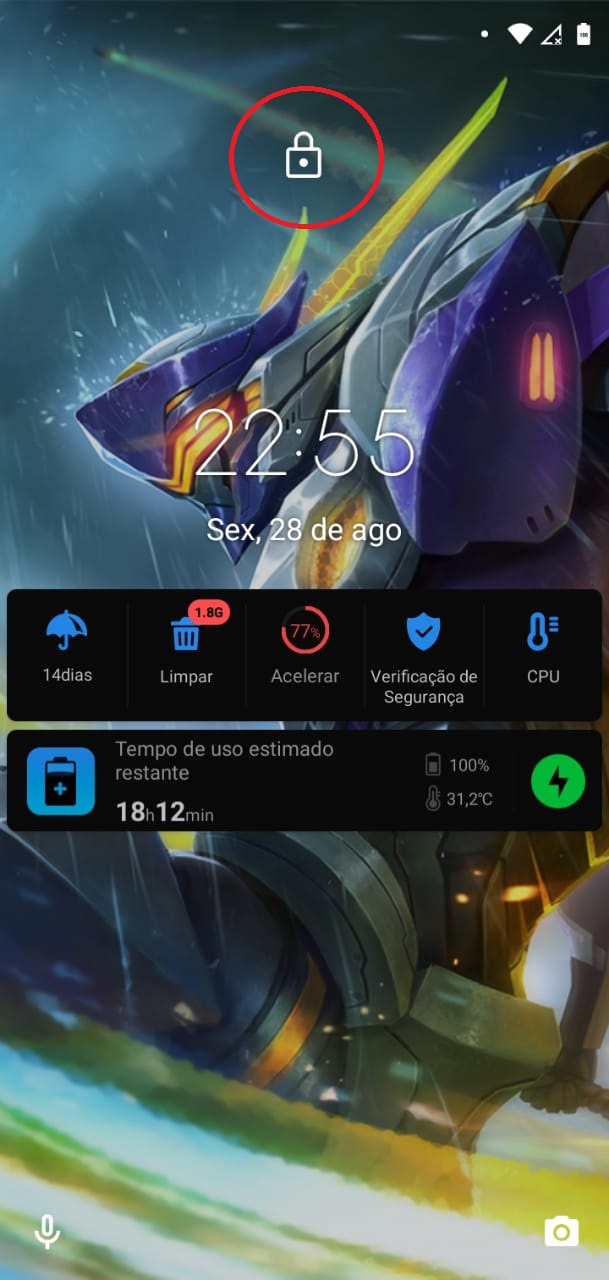 22:55
Sex, 28 de ago
1.8G
77%
14dias
Limpar
Acelerar
Verificação de
Segurança
CPU
Tempo de uso estimado
restante
18h12min
100%
31,2°C